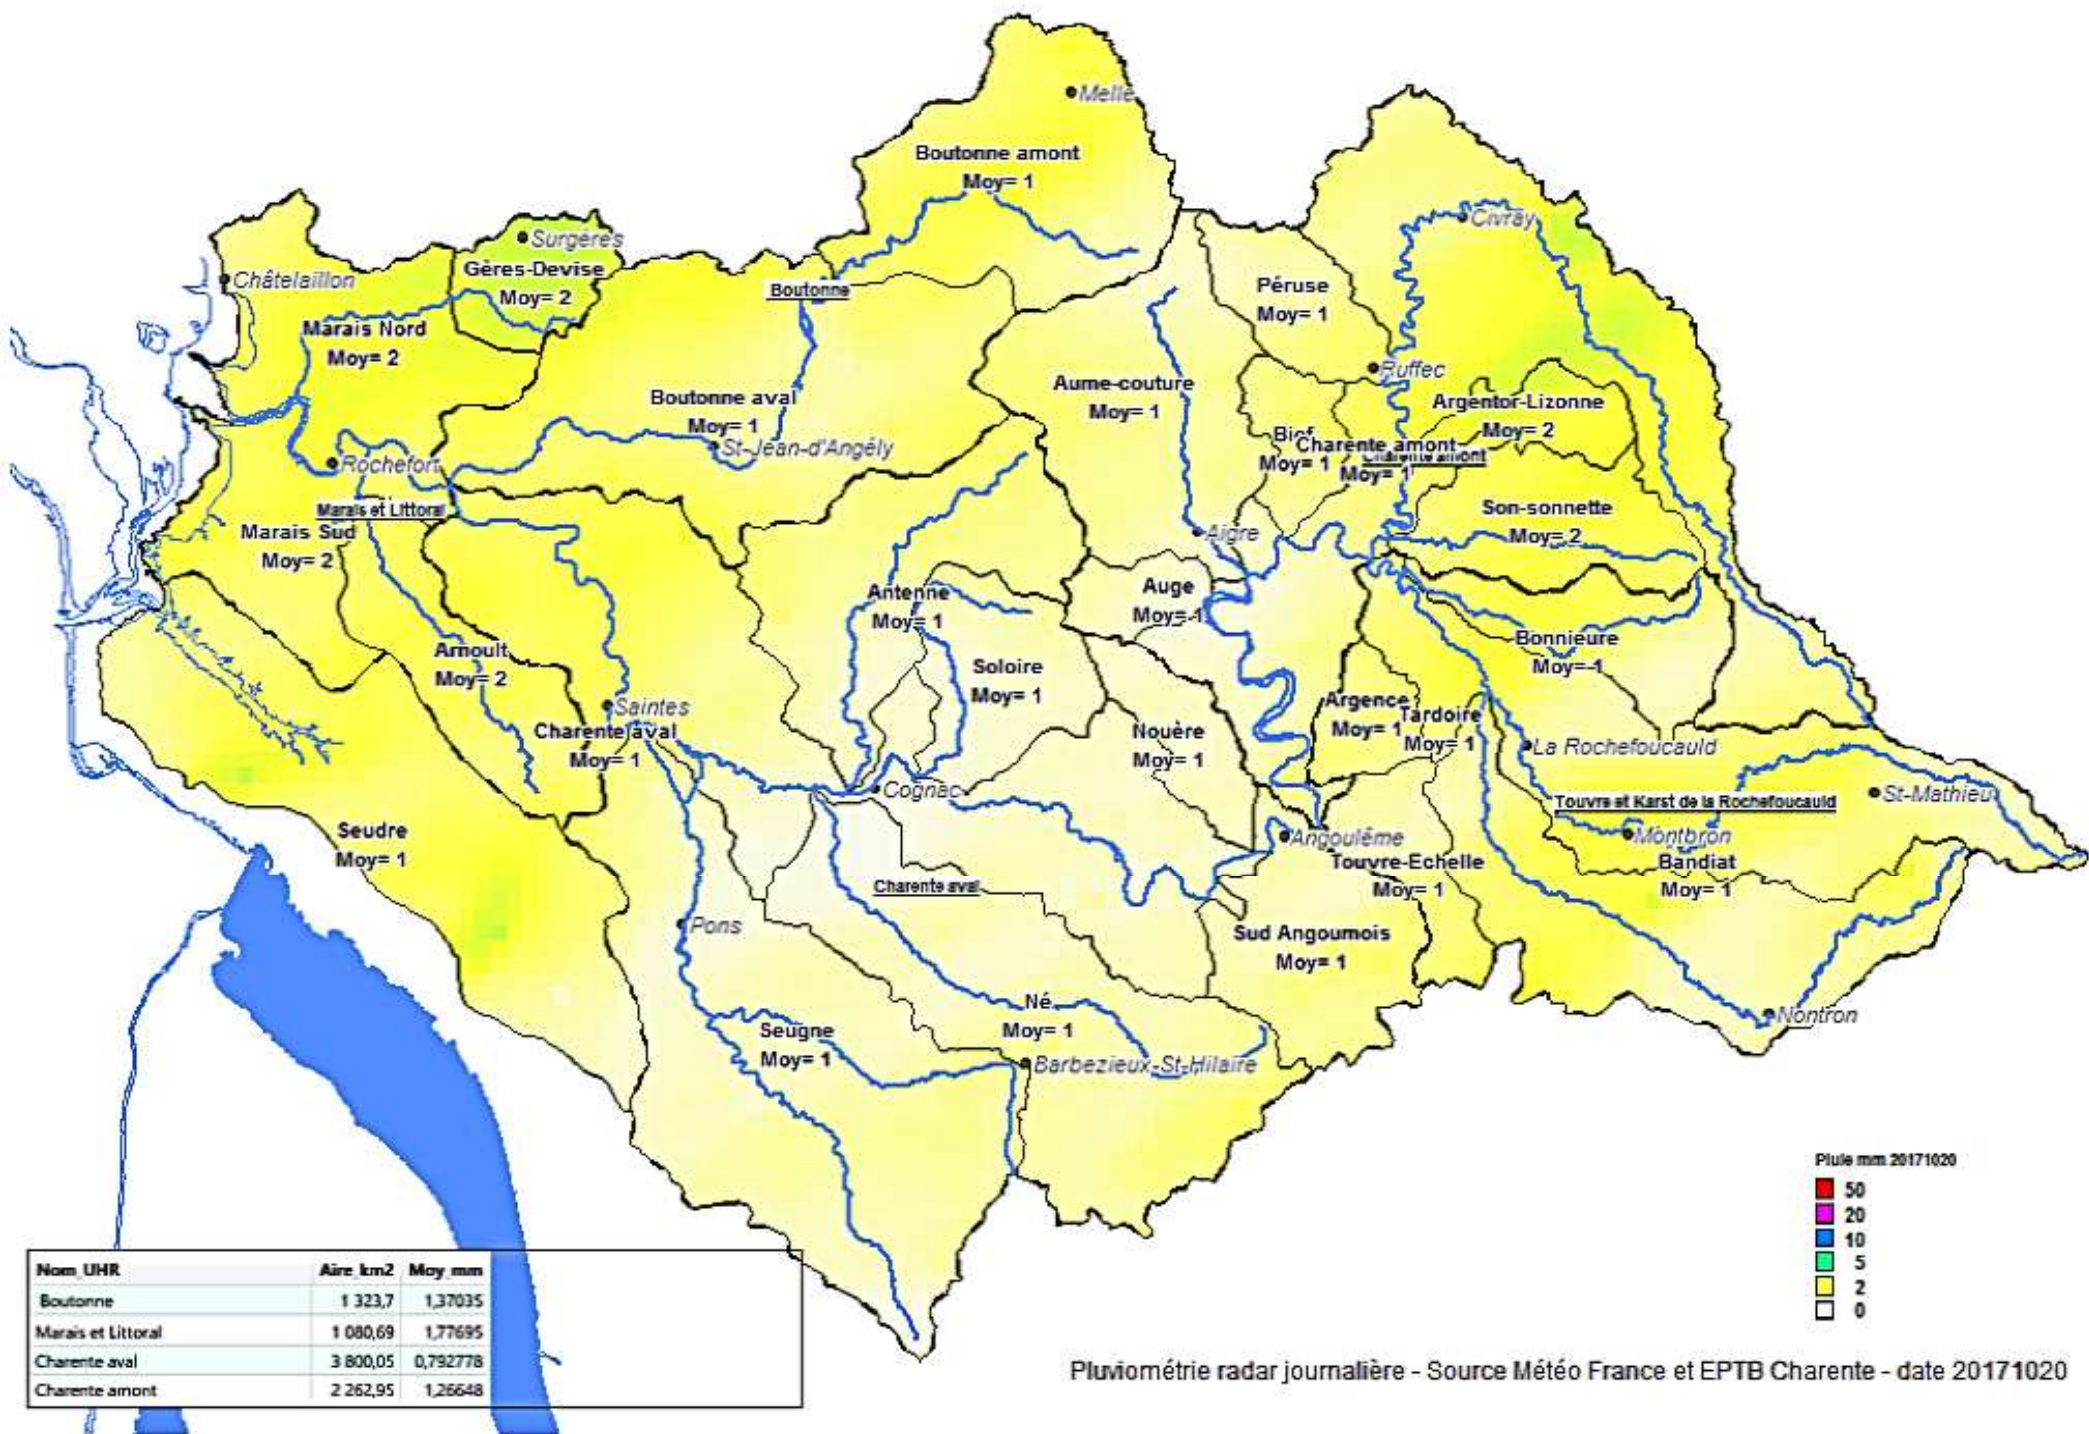 Melle
Boutonne amont
Moy= 1
Civray
Surgères
Gères-Devise
Moy= 2
Châtelaillon
Boutonne
Péruse
Moy= 1
Marais Nord
Moy= 2
Ruffec
Aume-couture
Moy= 1
Boutonne aval
Moy= 1
Argentor-Lizonne
Moy= 2
St-Jean-d'Angély
Rochefort
Bief
Moy= 1
Charente amont
Moy= 1
Charente amont
Marais et Littoral
Marais Sud
Moy= 2
Son-sonnette
Moy= 2
Aigre
Antenne
Moy= 1
Auge
Moy= 1
Bonnieure
Moy= 1
Arnoult
Moy= 2
Soloire
Moy= 1
Saintes
Charente aval
Moy= 1
Nouère
Moy= 1
Argence
Moy= 1
Tardoire
Moy= 1
La Rochefoucauld
Cognac
St-Mathieu
Touvre et Karst de la Rochefoucauld
Seudre
Moy= 1
Angoulême
Montbron
Touvre-Echelle
Moy= 1
Bandiat
Moy= 1
Charente aval
Pons
Sud Angoumois
Moy= 1
Né
Moy= 1
Nontron
Seugne
Moy= 1
Barbezieux-St-Hilaire
Pluie mm 20171020
50
20
10
5
2
0
Nom_UHR Aire_km2 Moy_mm
Boutonne 1 323,7 1,37035
Marais et Littoral 1 080,69 1,77695
Charente aval 3 800,05 0,792778
Charente amont 2 262,95 1,26648
Pluviométrie radar journalière - Source Météo France et EPTB Charente - date 20171020